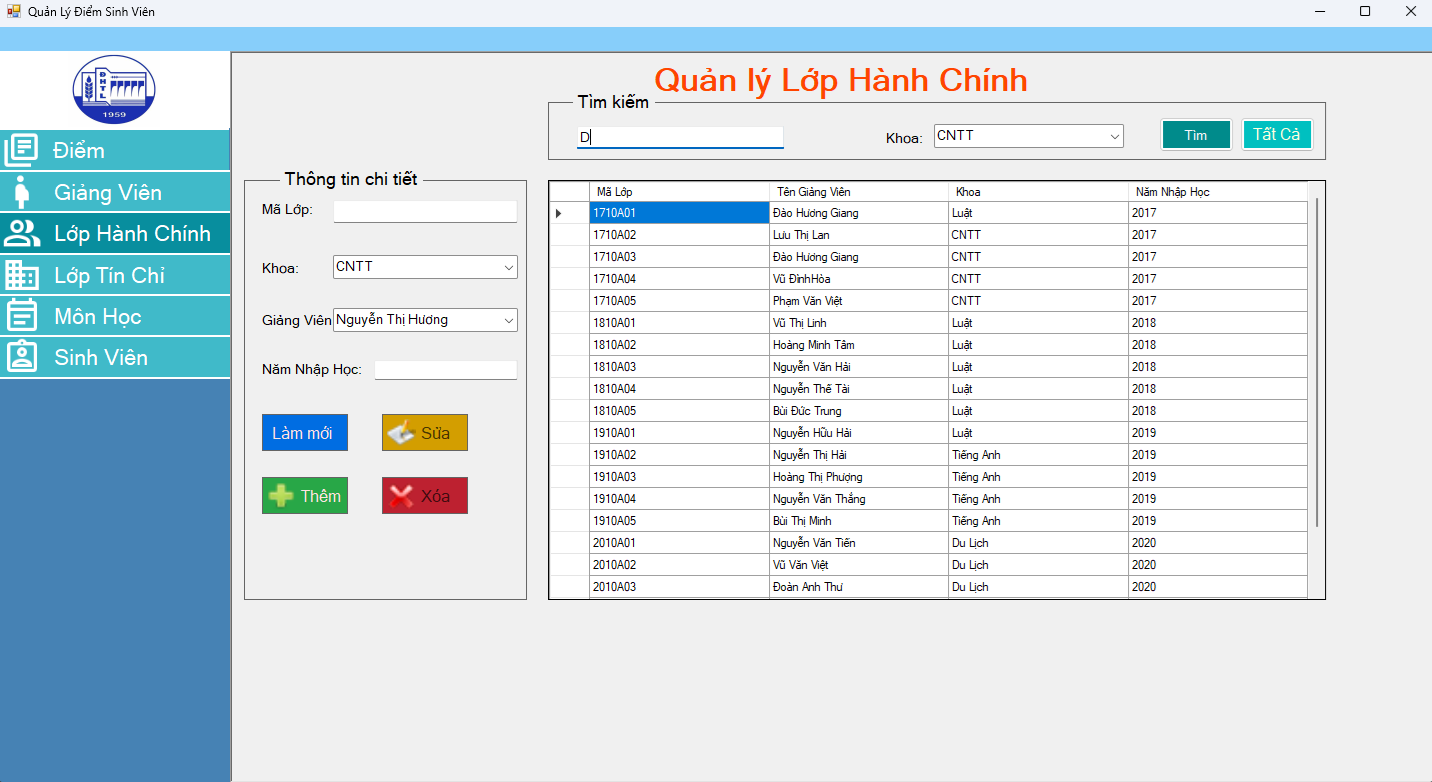 Quản Lý Điểm Sinh Viên
ĐHTL
1959
Điểm
Giảng Viên
Lớp Hành Chính
Lớp Tín Chỉ
Môn Học
Sinh Viên
Quản lý Lớp Hành Chính
Tìm kiếm
D
Khoa: CNTT
Tìm
Tất Cả
Thông tin chi tiết
Mã Lớp:
Khoa: CNTT
Giảng Viên Nguyễn Thị Hương
Năm Nhập Học:
Làm mới
Sửa
Thêm
Xóa
Mã Lớp Tên Giảng Viên Khoa Năm Nhập Học
1710A01 Đào Hương Giang Luật 2017
1710A02 Lưu Thị Lan CNTT 2017
1710A03 Đào Hương Giang CNTT 2017
1710A04 Vũ ĐìnhHòa CNTT 2017
1710A05 Phạm Văn Việt CNTT 2017
1810A01 Vũ Thị Linh Luật 2018
1810A02 Hoàng Minh Tâm Luật 2018
1810A03 Nguyễn Văn Hải Luật 2018
1810A04 Nguyễn Thế Tài Luật 2018
1810A05 Bùi Đức Trung Luật 2018
1910A01 Nguyễn Hữu Hải Luật 2019
1910A02 Nguyễn Thị Hải Tiếng Anh 2019
1910A03 Hoàng Thị Phượng Tiếng Anh 2019
1910A04 Nguyễn Văn Thắng Tiếng Anh 2019
1910A05 Bùi Thị Minh Tiếng Anh 2019
2010A01 Nguyễn Văn Tiến Du Lịch 2020
2010A02 Vũ Văn Việt Du Lịch 2020
2010A03 Đoàn Anh Thư Du Lịch 2020